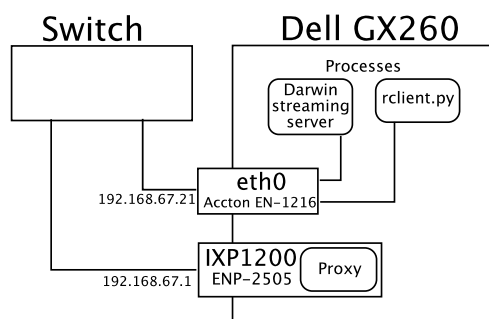 Switch
Dell GX260
Processes
Darwin
streaming
server
rclient.py
eth0
Accton EN-1216
192.168.67.21
IXP1200
ENP-2505
Proxy
192.168.67.1